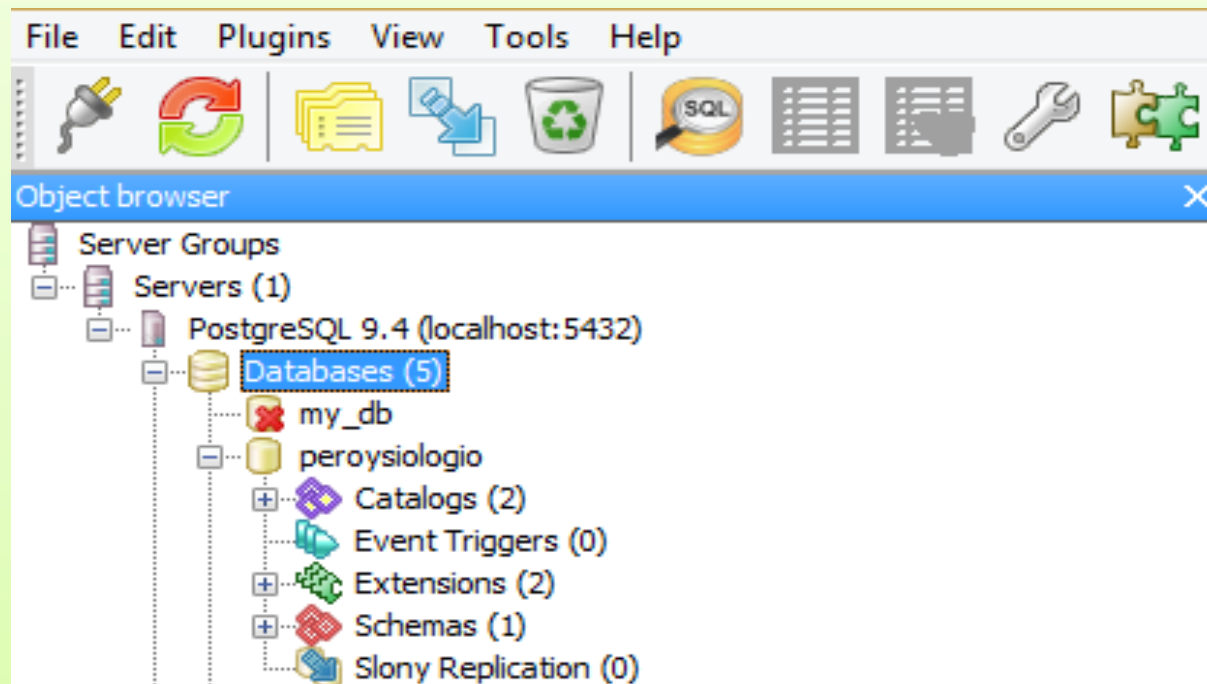 File Edit Plugins View Tools Help
SQL
Object browser
Server Groups
Servers (1)
PostgreSQL 9.4 (localhost:5432)
Databases (5)
my_db
peroysiologio
Catalogs (2)
Event Triggers (0)
Extensions (2)
Schemas (1)
Slony Replication (0)